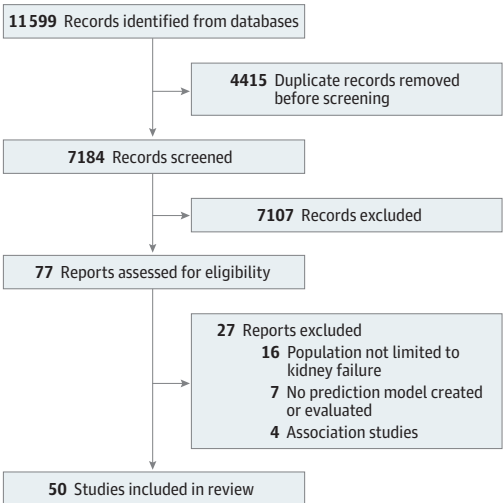 11599 Records identified from databases
4415 Duplicate records removed
before screening
7184 Records screened
7107 Records excluded
77 Reports assessed for eligibility
27 Reports excluded
16 Population not limited to
kidney failure
7 No prediction model created
or evaluated
4 Association studies
50 Studies included in review